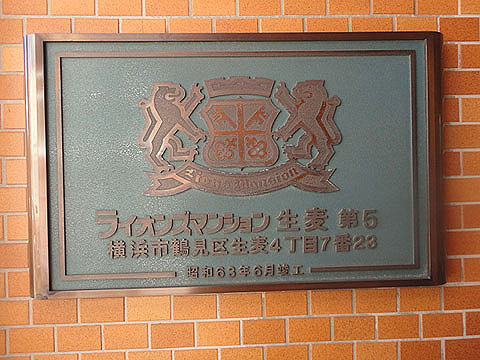 Lions Mansion
ライオンズマンション 生麦 第5
横浜市鶴見区生麦4丁目7番23
昭和63年6月竣工